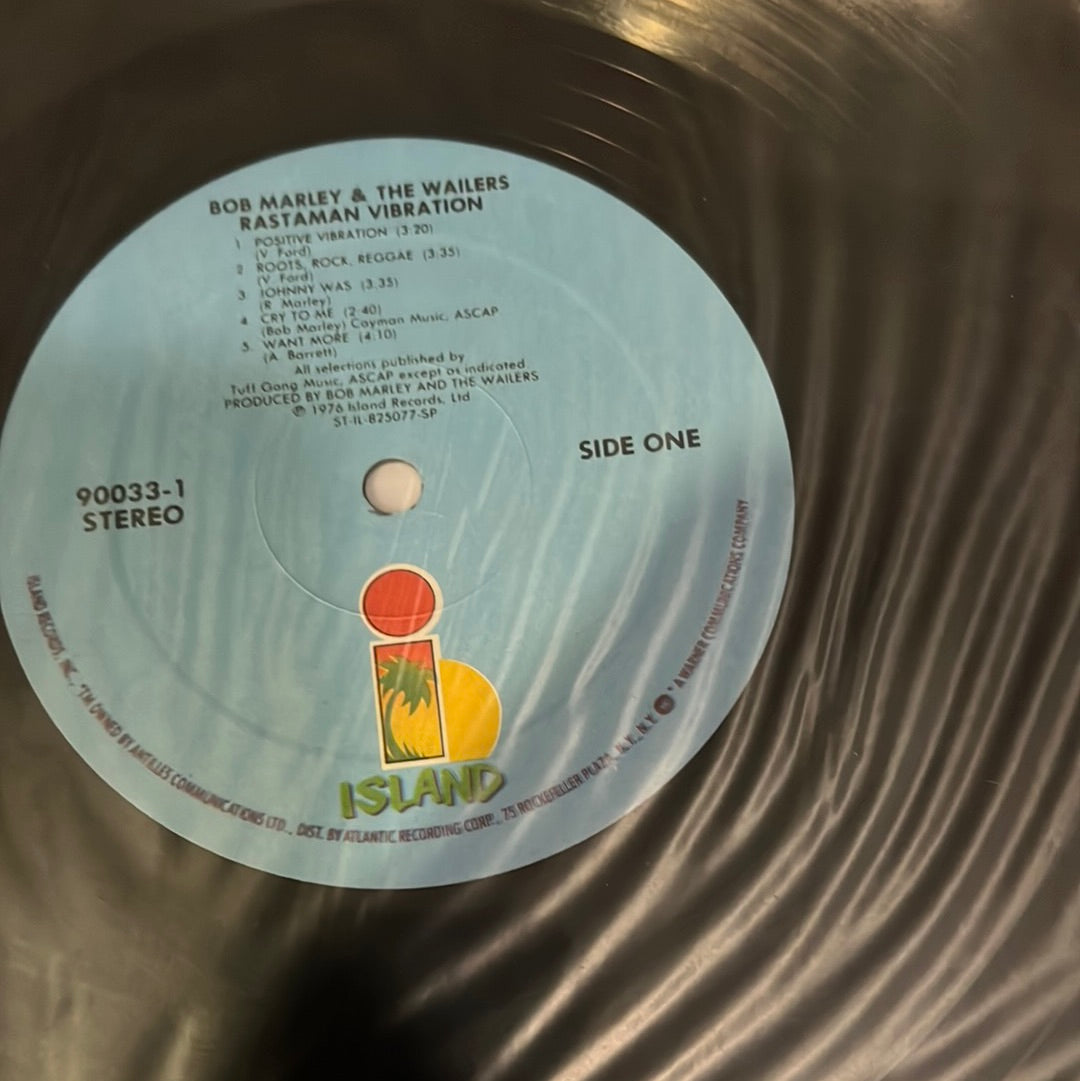 BOB MARLEY & THE WAILERS
RASTAMAN VIBRATION
1 POSITIVE VIBRATION (3:20)
(V. Ford)
2 ROOTS, ROCK, REGGAE (3:35)
(V. Ford)
3 JOHNNY WAS (3:35)
(R. Marley)
4 CRY TO ME (2:40)
(Bob Marley) Cayman Music, ASCAP
5. WANT MORE (4:10)
(A. Barrett)
All selections published by
Tuff Gong Music, ASCAP except as indicated
PRODUCED BY BOB MARLEY AND THE WAILERS
℗ 1976 Island Records, Ltd
ST-IL-825077-SP
90033-1
STEREO
SIDE ONE
ISLAND
ISLAND RECORDS, INC., *TM OWNED BY ANTILLES COMMUNICATIONS LTD., DIST. BY ATLANTIC RECORDING CORP., 75 ROCKEFELLER PLAZA, N.Y., N.Y. * A WARNER COMMUNICATIONS COMPANY